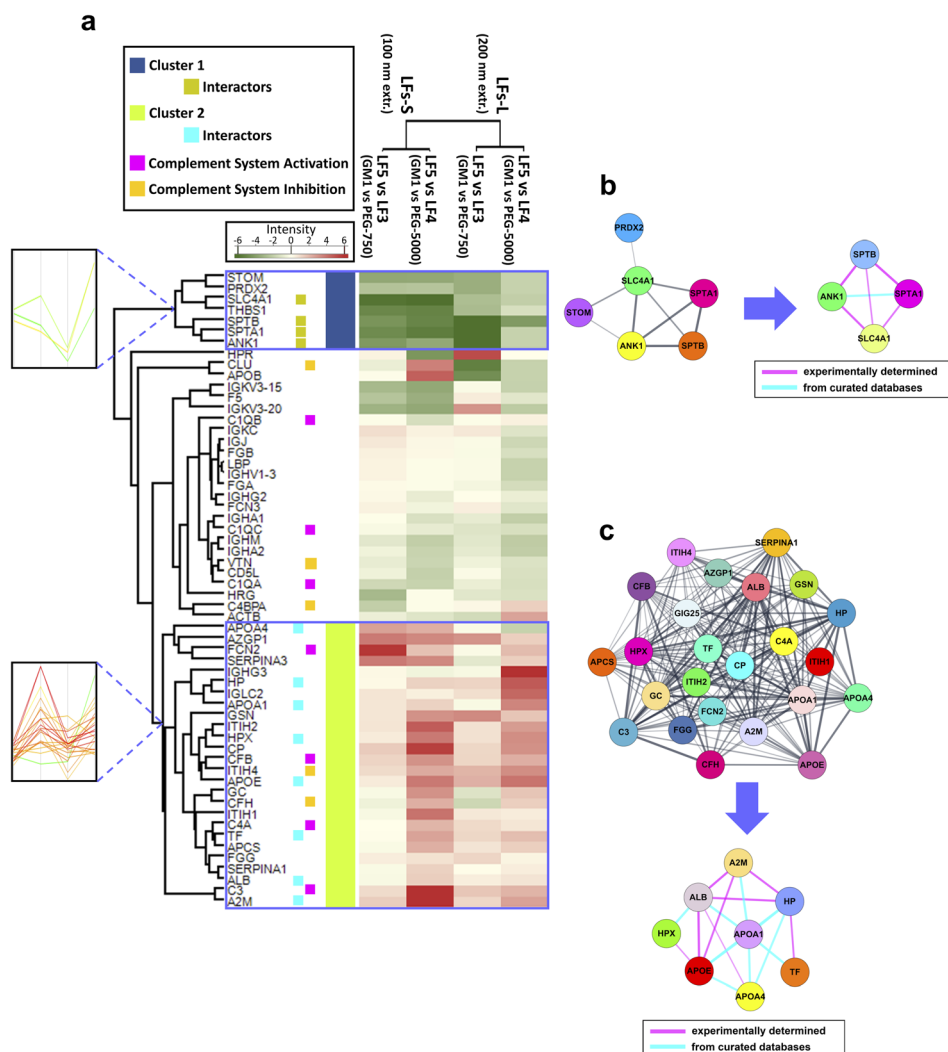 a
Cluster 1
Interactors
Cluster 2
Interactors
Complement System Activation
Complement System Inhibition
LFs-S
(100 nm extr.)
LFs-L
(200 nm extr.)
LF5 vs LF3
(GM1 vs PEG-750)
LF5 vs LF4
(GM1 vs PEG-5000)
LF5 vs LF3
(GM1 vs PEG-750)
LF5 vs LF4
(GM1 vs PEG-5000)
Intensity
-6 -4 -2 0 2 4 6
STOM
PRDX2
SLC4A1
THBS1
SPTB
SPTA1
ANK1
HPR
CLU
APOB
IGKV3-15
F5
IGKV3-20
C1QB
IGKC
IGJ
FGB
LBP
IGHV1-3
FGA
IGHG2
FCN3
IGHA1
C1QC
IGHM
IGHA2
VTN
CD5L
C1QA
HRG
C4BPA
ACTB
APOA4
AZGP1
FCN2
SERPINA3
IGHG3
HP
IGLC2
APOA1
GSN
ITIH2
HPX
CP
CFB
ITIH4
APOE
GC
CFH
ITIH1
C4A
TF
APCS
FGG
SERPINA1
ALB
C3
A2M
b
PRDX2
SLC4A1
SPTA1
STOM
ANK1
SPTB
SPTB
ANK1
SPTA1
SLC4A1
experimentally determined
from curated databases
c
SERPINA1
ITIH4
AZGP1
ALB
GSN
CFB
GIG25
HP
C4A
HPX
TF
APCS
CP
ITIH1
ITIH2
GC
APOA1
APOA4
FCN2
C3
FGG
A2M
CFH
APOE
A2M
ALB
HP
HPX
APOA1
APOE
TF
APOA4
experimentally determined
from curated databases